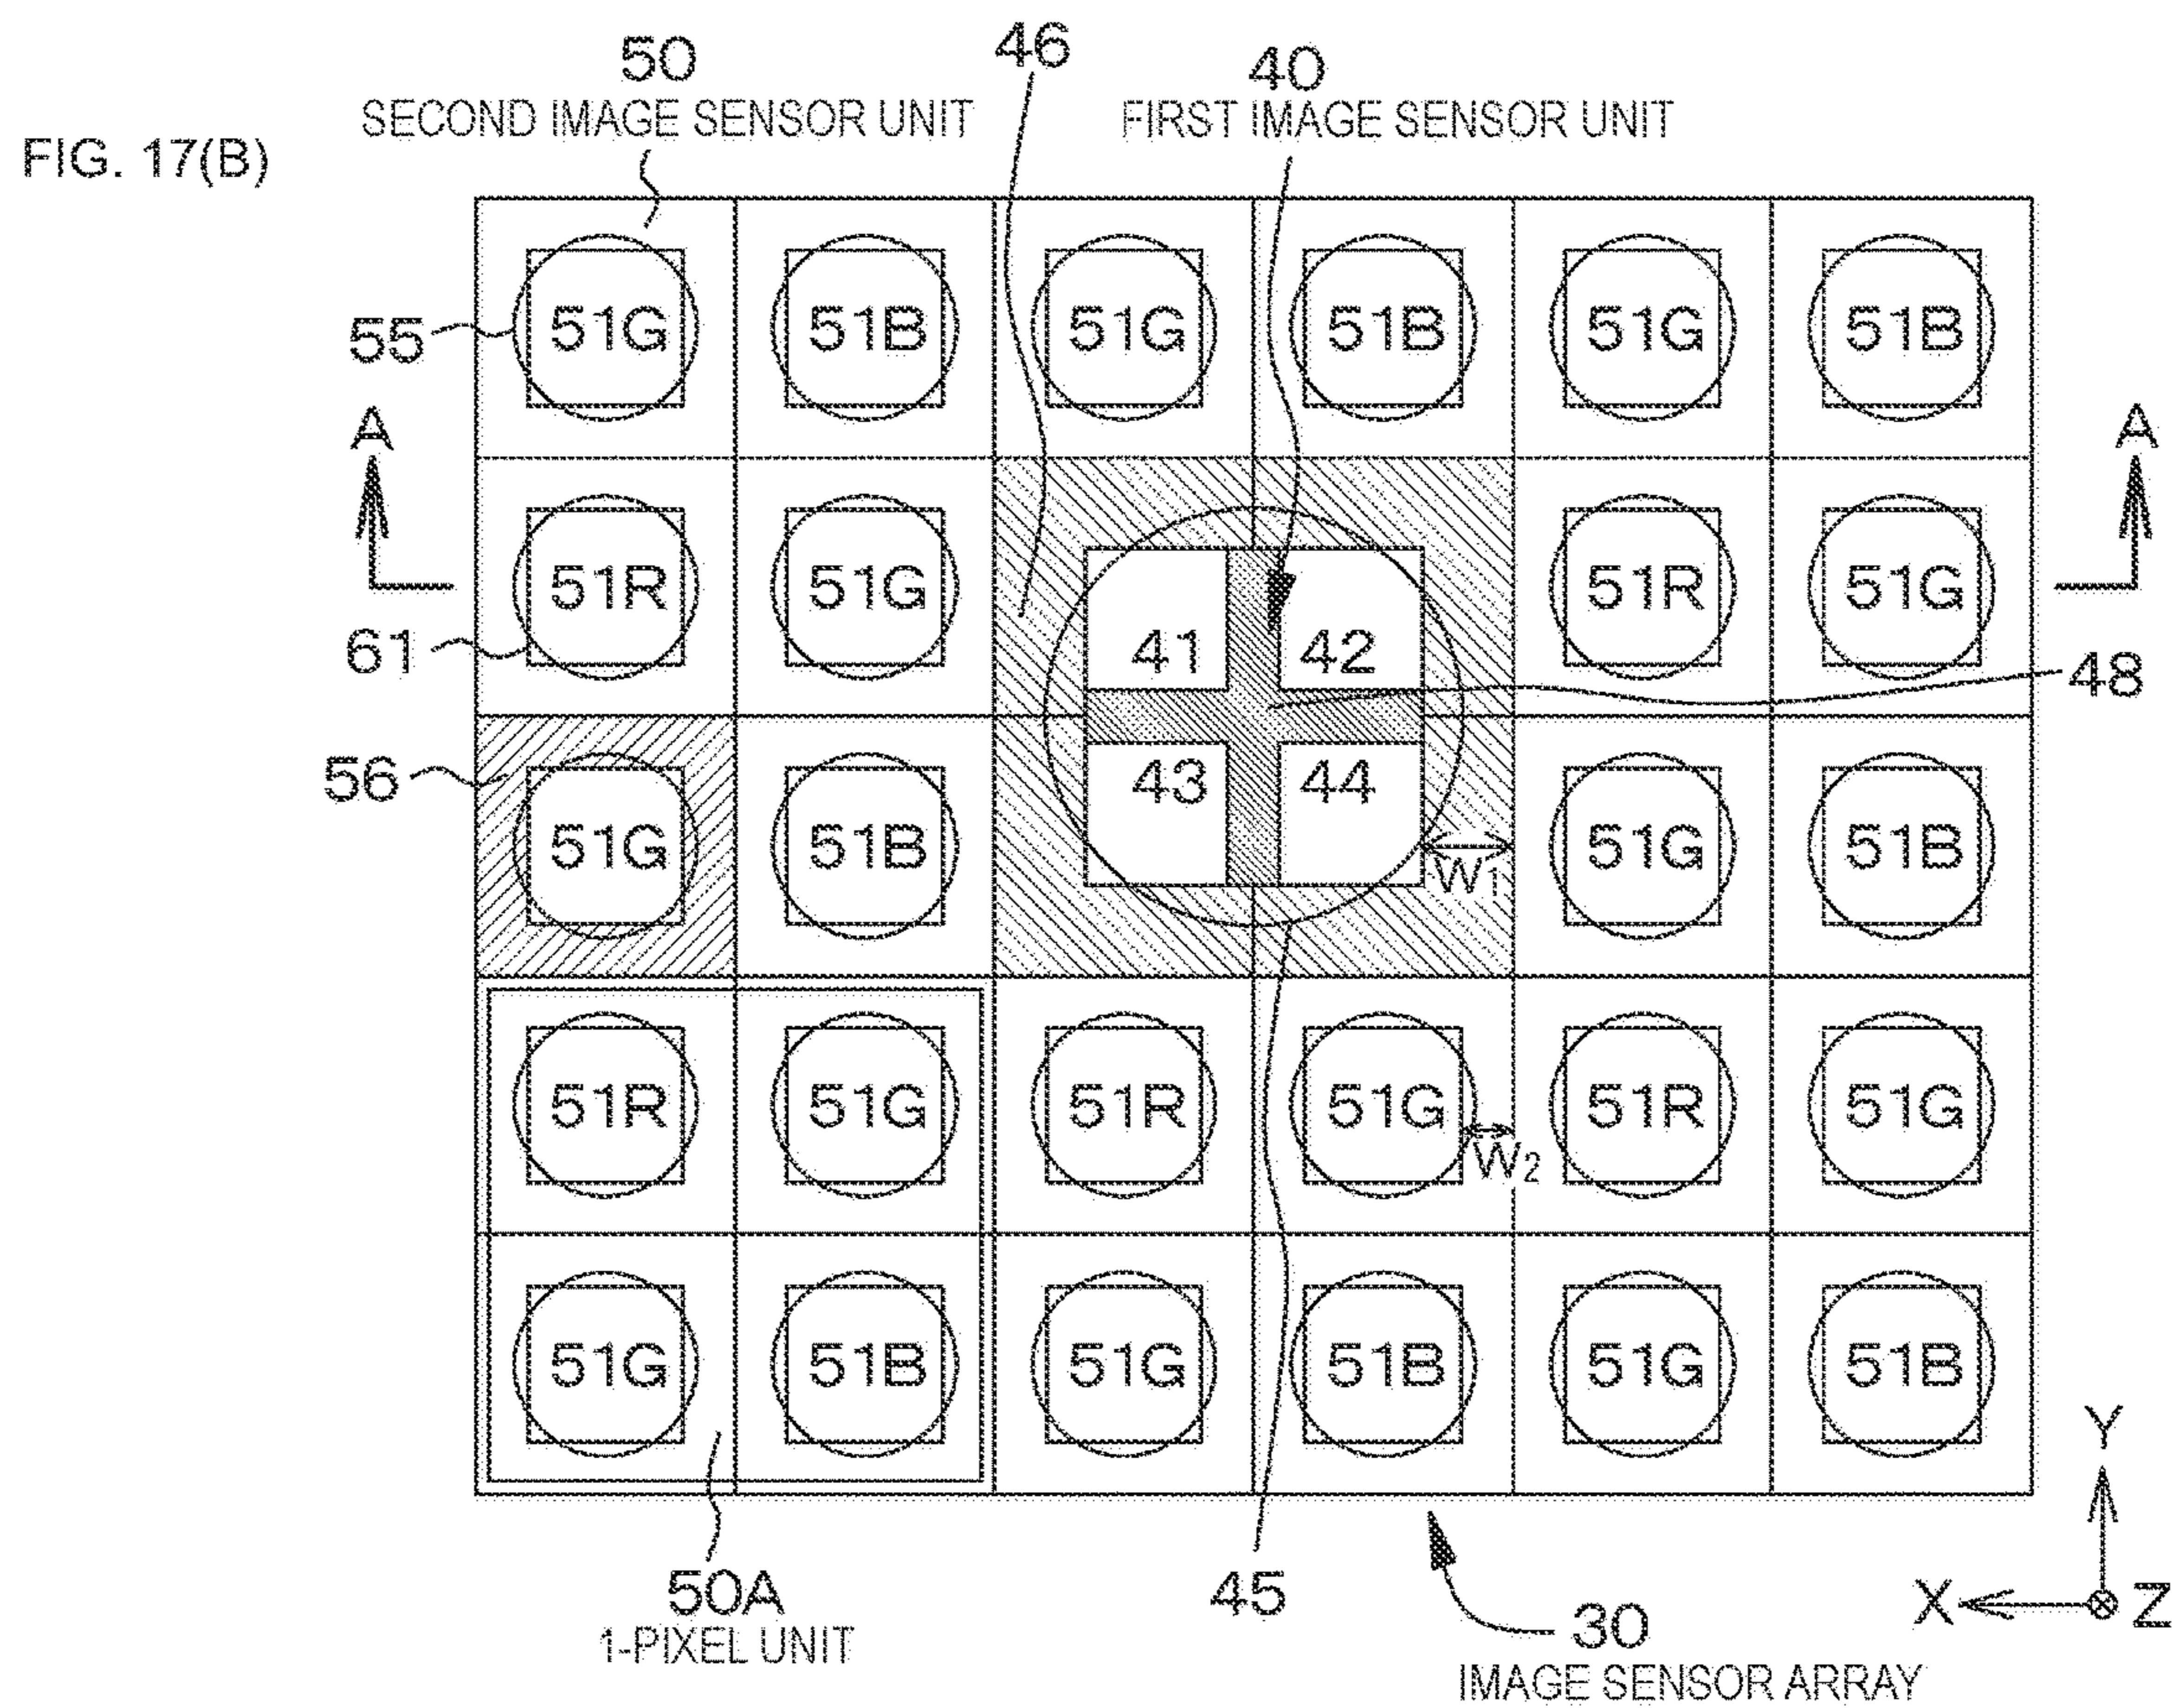 46
50
40
SECOND IMAGE SENSOR UNIT
FIRST IMAGE SENSOR UNIT
FIG. 17(B)
55
51G 51B 51G 51B 51G 51B
A
A
51R 51G
51R 51G
61
41 42
48
56
51G 51B
43 44
51G 51B
W1
51R 51G 51R 51G 51R 51G
W2
51G 51B 51G 51B 51G 51B
Y
50A
1-PIXEL UNIT
45
30
IMAGE SENSOR ARRAY
X
Z